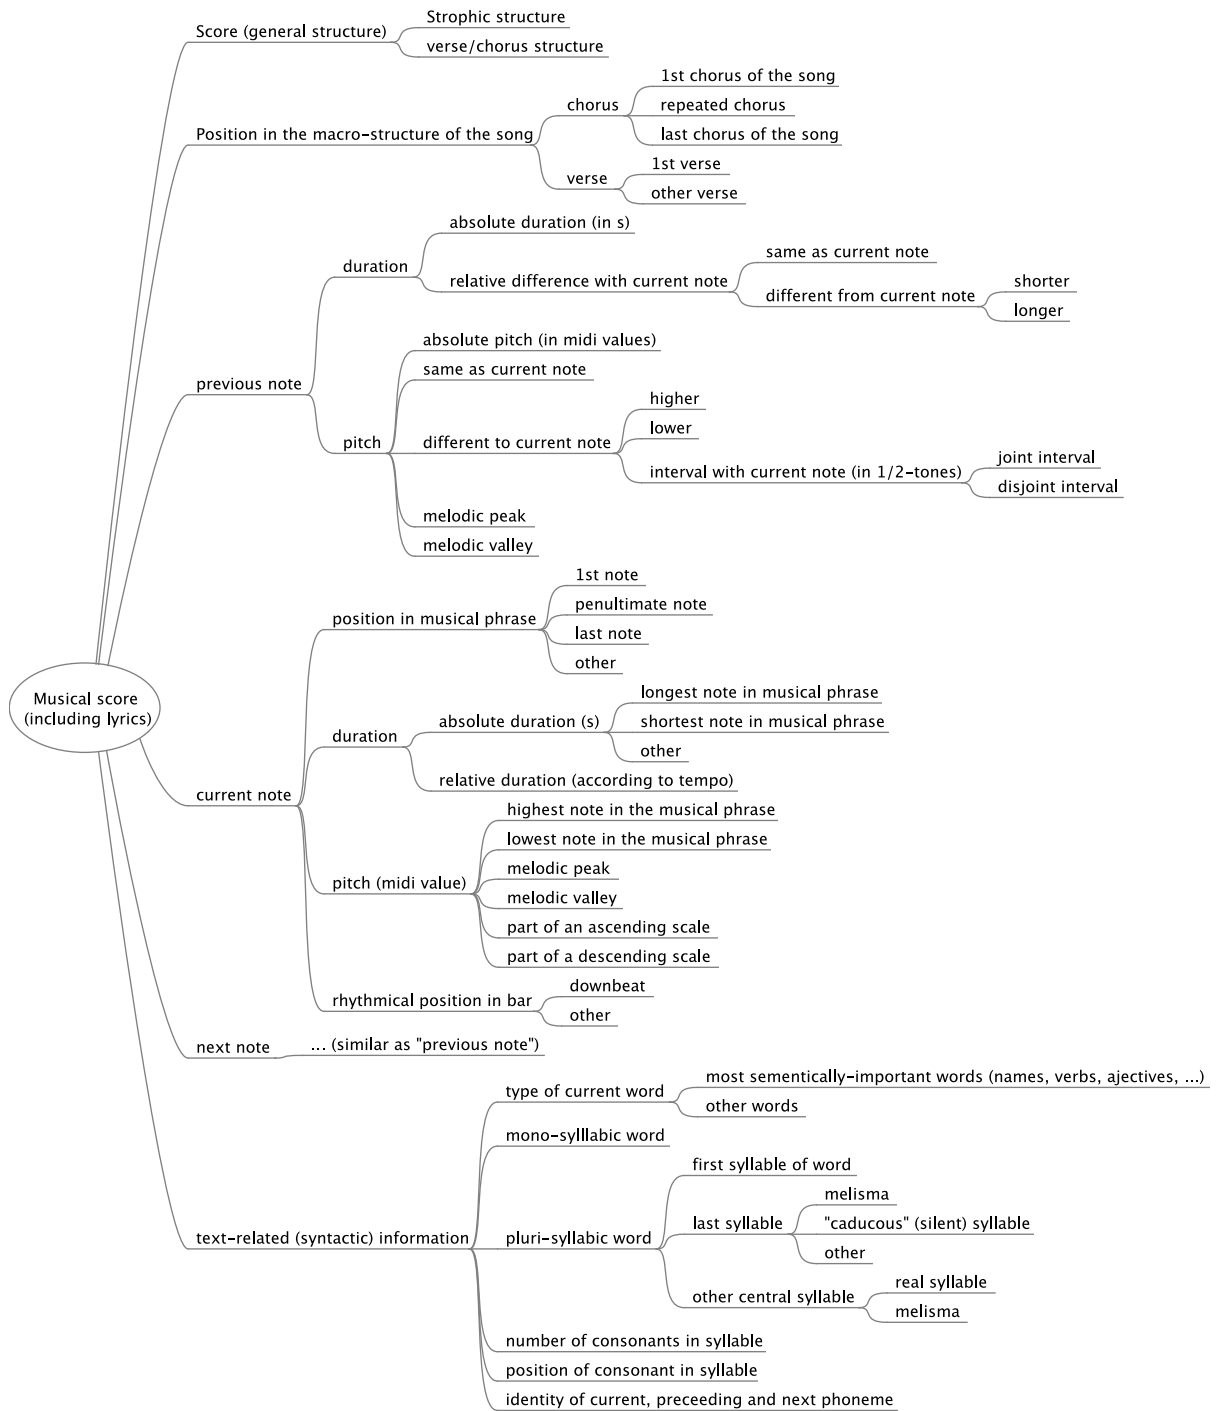 Score (general structure)
Strophic structure
verse/chorus structure
Position in the macro-structure of the song
chorus
1st chorus of the song
repeated chorus
last chorus of the song
verse
1st verse
other verse
previous note
duration
absolute duration (in s)
relative difference with current note
same as current note
different from current note
shorter
longer
pitch
absolute pitch (in midi values)
same as current note
different to current note
higher
lower
interval with current note (in 1/2-tones)
joint interval
disjoint interval
melodic peak
melodic valley
Musical score
(including lyrics)
current note
position in musical phrase
1st note
penultimate note
last note
other
duration
absolute duration (s)
longest note in musical phrase
shortest note in musical phrase
other
relative duration (according to tempo)
pitch (midi value)
highest note in the musical phrase
lowest note in the musical phrase
melodic peak
melodic valley
part of an ascending scale
part of a descending scale
rhythmical position in bar
downbeat
other
next note
... (similar as "previous note")
text-related (syntactic) information
type of current word
most sementically-important words (names, verbs, ajectives, ...)
other words
mono-sylllabic word
pluri-syllabic word
first syllable of word
last syllable
melisma
"caducous" (silent) syllable
other
other central syllable
real syllable
melisma
number of consonants in syllable
position of consonant in syllable
identity of current, preceeding and next phoneme